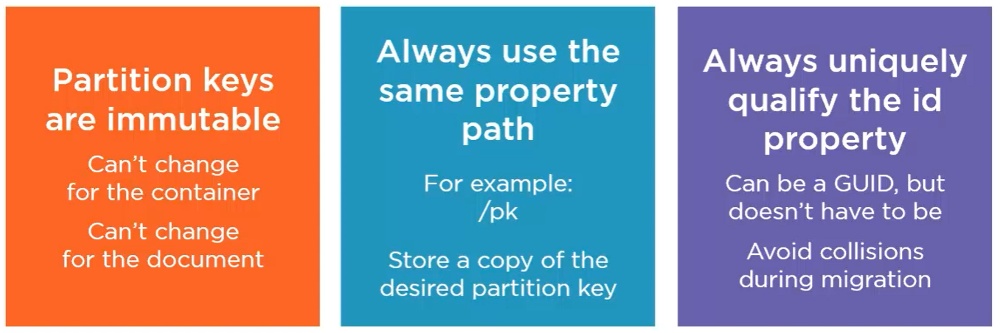 Partition keys
are immutable
Can't change
for the container
Can't change
for the document
Always use the
same property
path
For example:
/pk
Store a copy of the
desired partition key
Always uniquely
qualify the id
property
Can be a GUID, but
doesn't have to be
Avoid collisions
during migration